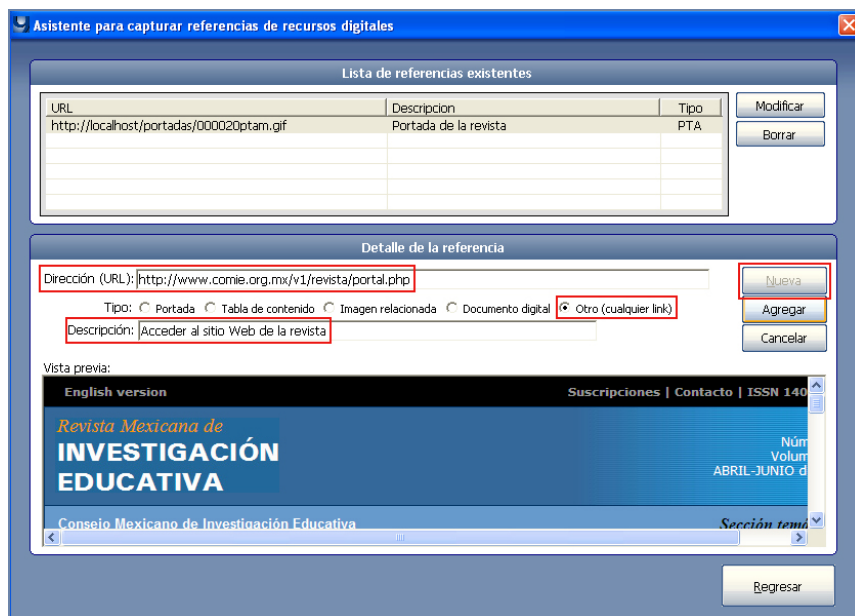 Asistente para capturar referencias de recursos digitales
Lista de referencias existentes
URL Descripcion Tipo
http://localhost/portadas/000020ptam.gif Portada de la revista PTA
Modificar
Borrar
Detalle de la referencia
Dirección (URL): http://www.comie.org.mx/v1/revista/portal.php
Nueva
Tipo: Portada Tabla de contenido Imagen relacionada Documento digital Otro (cualquier link)
Agregar
Descripción: Acceder al sitio Web de la revista
Cancelar
Vista previa:
English version Suscripciones | Contacto | ISSN 140
Revista Mexicana de
INVESTIGACIÓN
EDUCATIVA
Núm
Volum
ABRIL-JUNIO d
Consejo Mexicano de Investigación Educativa Sección temá
Regresar